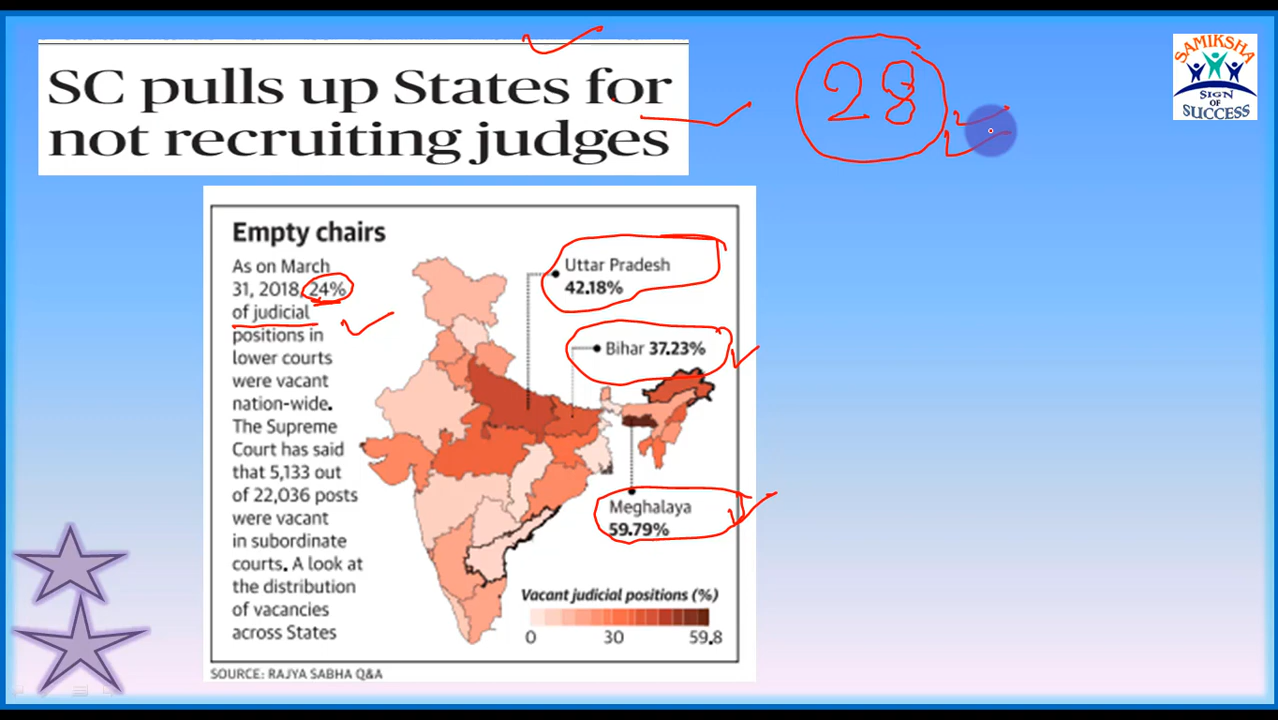 SC pulls up States for
not recruiting judges
28
SAMIKSHA
SIGN
OF
SUCCESS
Empty chairs
As on March
31, 2018, 24%
of judicial
positions in
lower courts
were vacant
nation-wide.
The Supreme
Court has said
that 5,133 out
of 22,036 posts
were vacant
in subordinate
courts. A look at
the distribution
of vacancies
across States
Uttar Pradesh
42.18%
Bihar 37.23%
Meghalaya
59.79%
Vacant judicial positions (%)
0 30 59.8
SOURCE: RAJYA SABHA Q&A